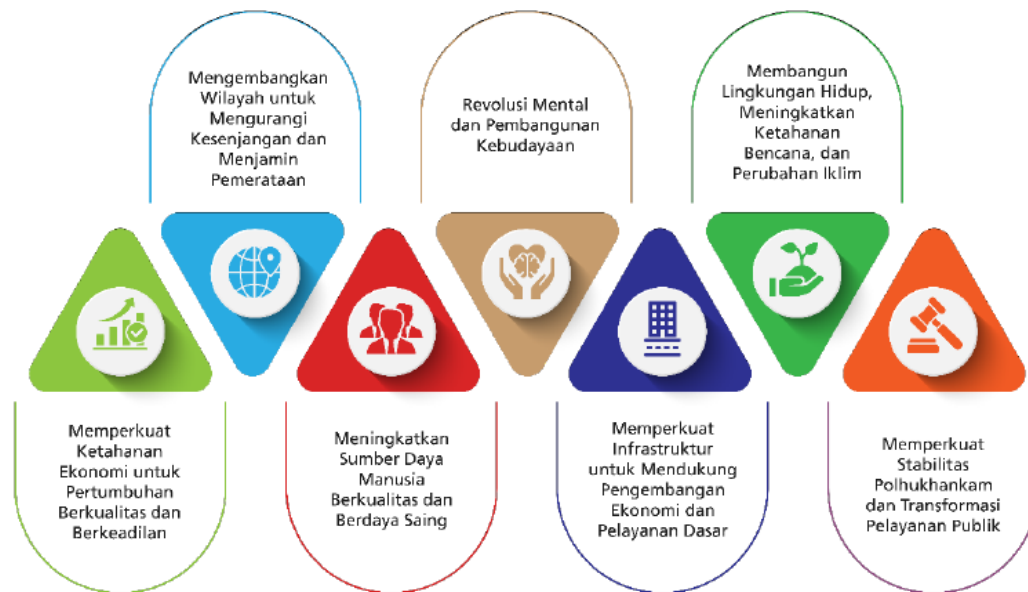 Mengembangkan
Wilayah untuk
Mengurangi
Kesenjangan dan
Menjamin
Pemerataan
Revolusi Mental
dan Pembangunan
Kebudayaan
Membangun
Lingkungan Hidup,
Meningkatkan
Ketahanan
Bencana, dan
Perubahan Iklim
Memperkuat
Ketahanan
Ekonomi untuk
Pertumbuhan
Berkualitas dan
Berkeadilan
Meningkatkan
Sumber Daya
Manusia
Berkualitas dan
Berdaya Saing
Memperkuat
Infrastruktur
untuk Mendukung
Pengembangan
Ekonomi dan
Pelayanan Dasar
Memperkuat
Stabilitas
Polhukhankam
dan Transformasi
Pelayanan Publik